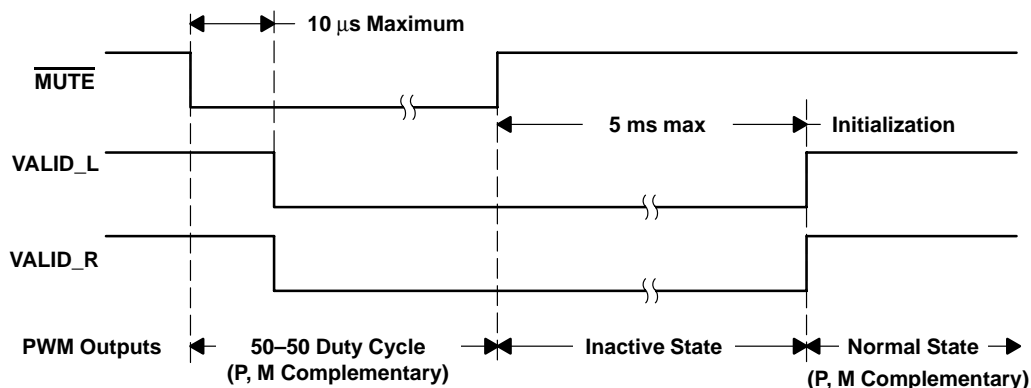 10 μs Maximum
MUTE
5 ms max
Initialization
VALID_L
VALID_R
PWM Outputs
50–50 Duty Cycle
(P, M Complementary)
Inactive State
Normal State
(P, M Complementary)